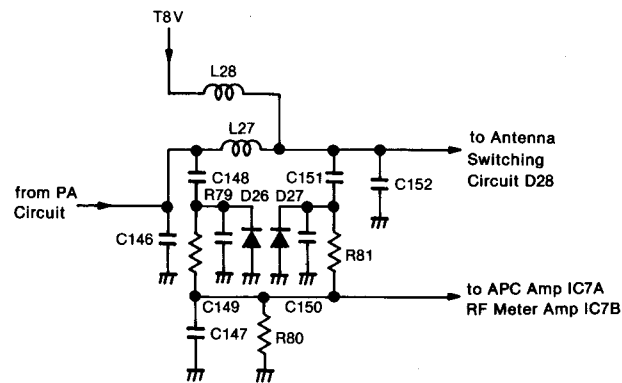 T8V
L28
L27
to Antenna
Switching
Circuit D28
C148
C151
C152
from PA
Circuit
R79 D26 D27
C146
R81
C149
C150
to APC Amp IC7A
RF Meter Amp IC7B
C147
R80